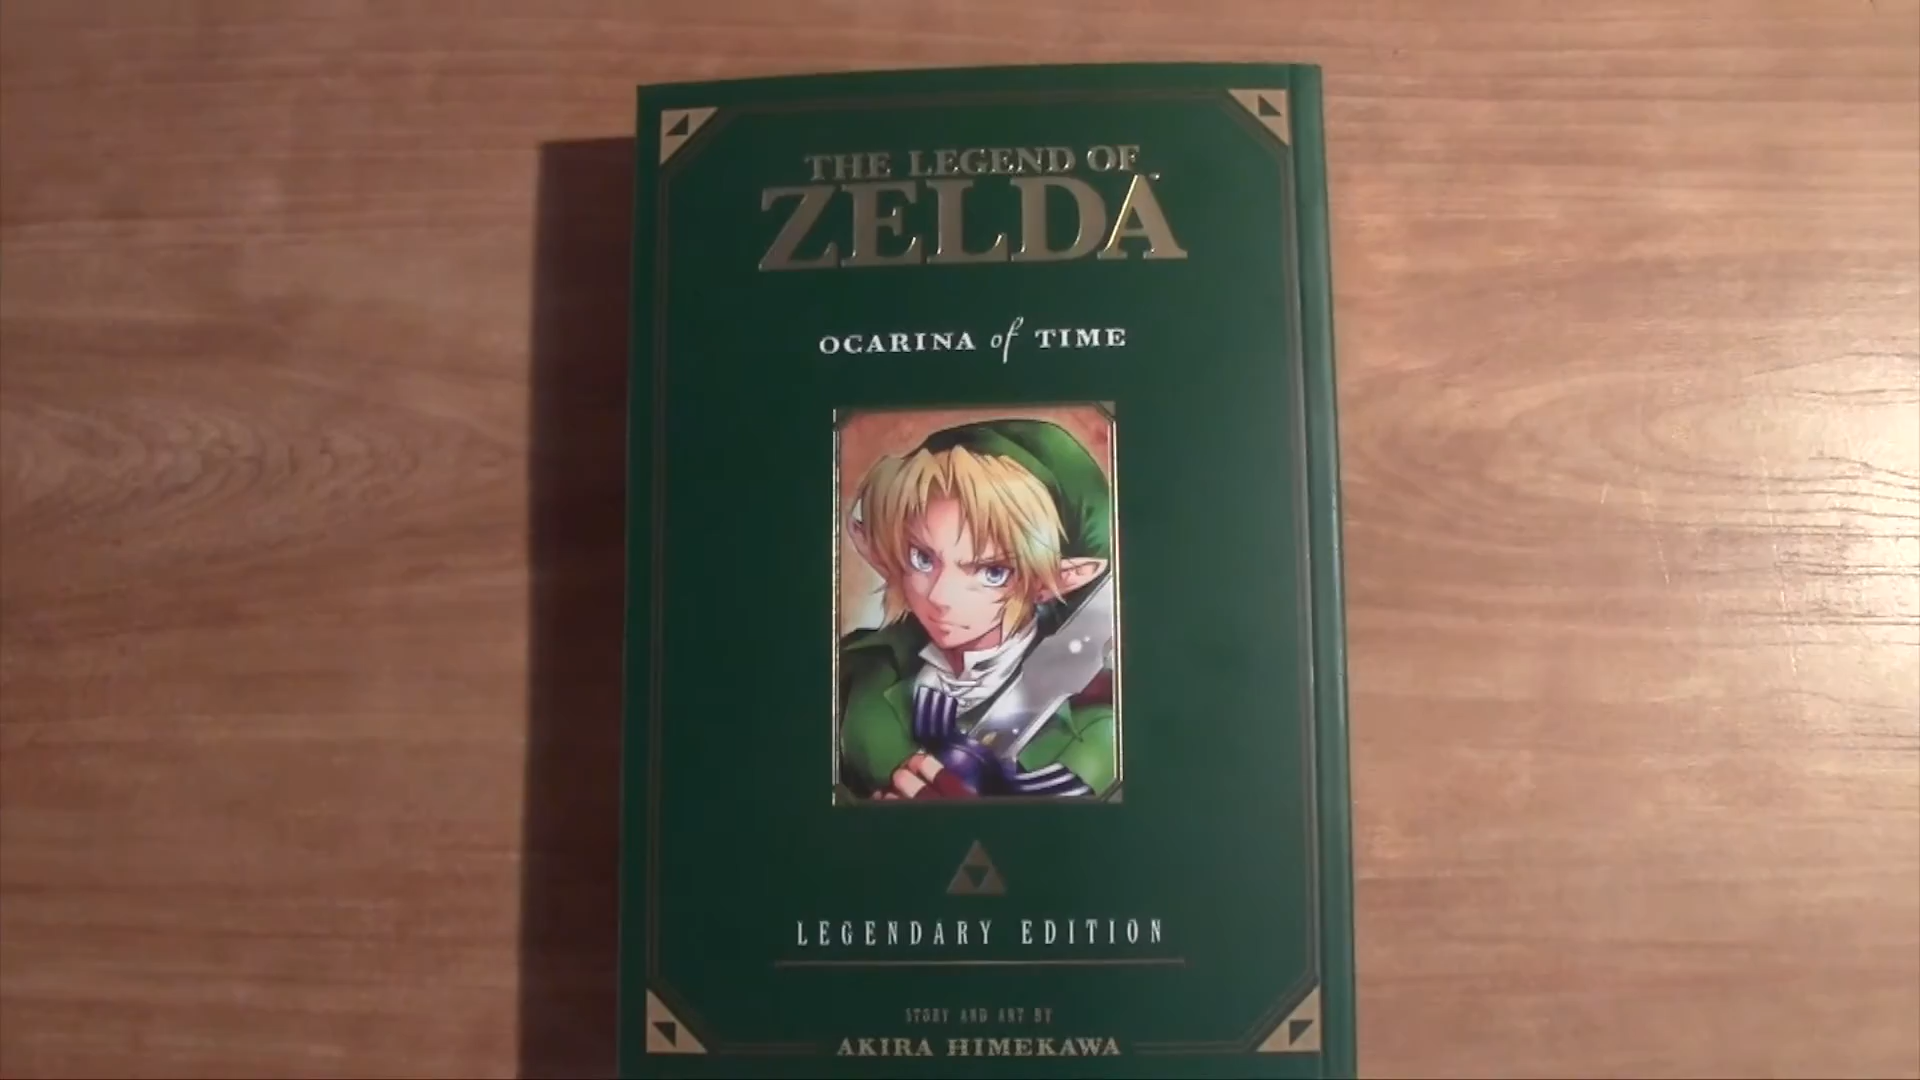 THE LEGEND OF
ZELDA
OCARINA of TIME
LEGENDARY EDITION
STORY AND ART BY
AKIRA HIMEKAWA